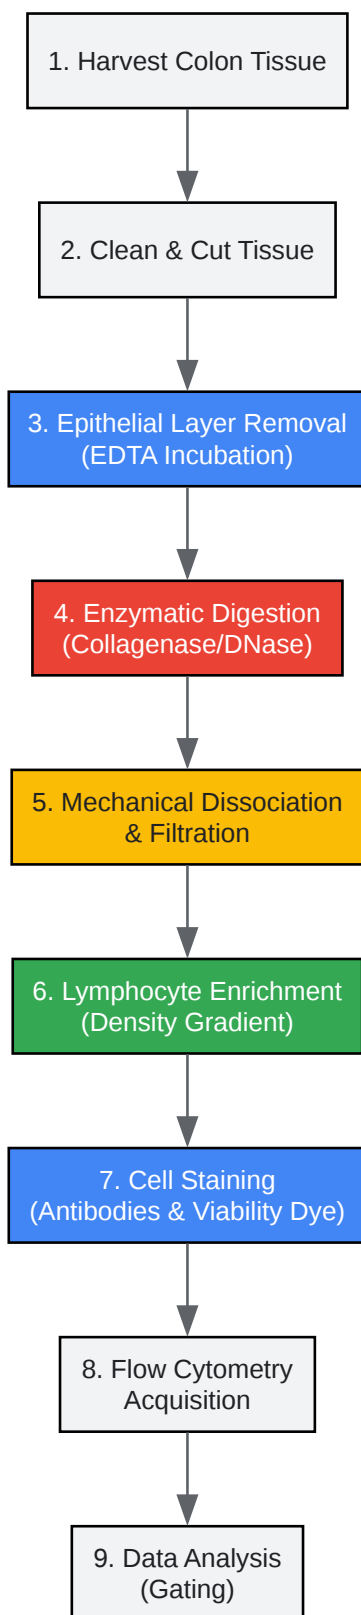 1. Harvest Colon Tissue
2. Clean & Cut Tissue
3. Epithelial Layer Removal
(EDTA Incubation)
4. Enzymatic Digestion
(Collagenase/DNase)
5. Mechanical Dissociation
& Filtration
6. Lymphocyte Enrichment
(Density Gradient)
7. Cell Staining
(Antibodies & Viability Dye)
8. Flow Cytometry
Acquisition
9. Data Analysis
(Gating)